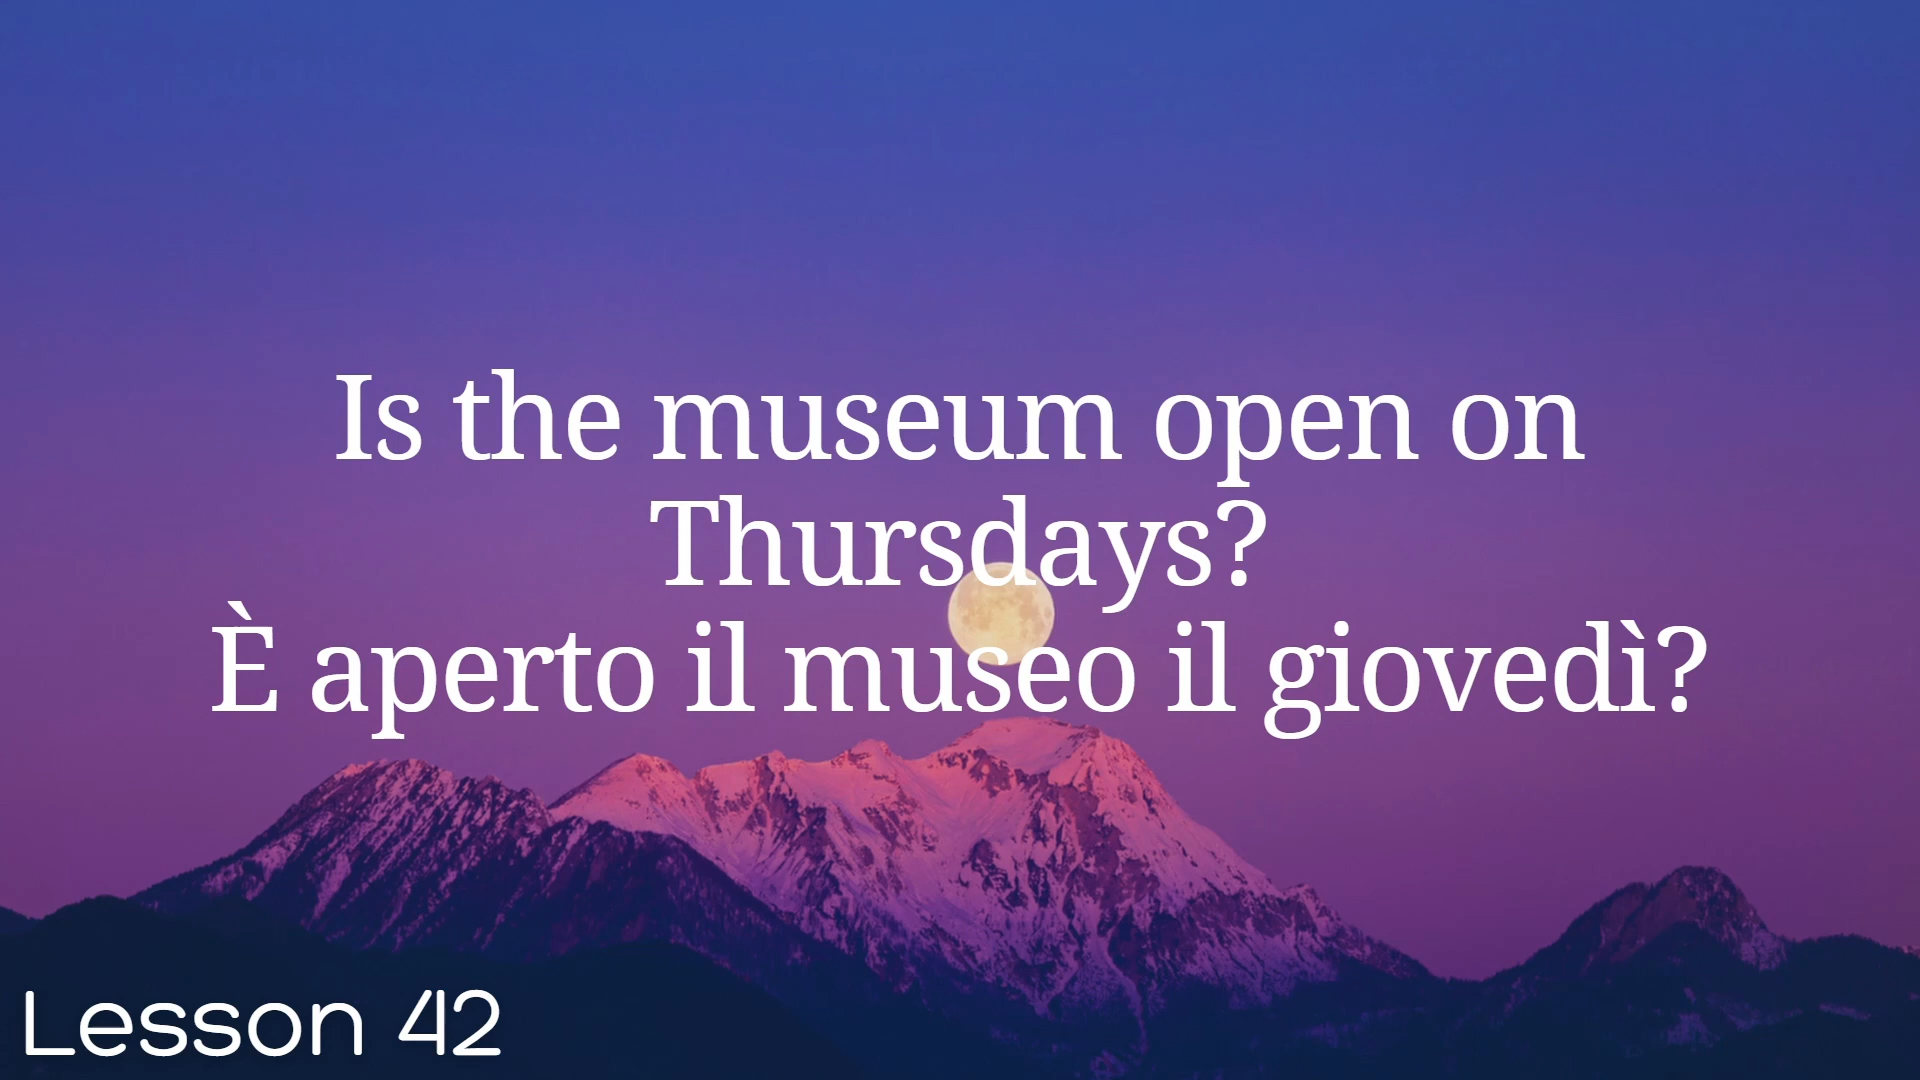 Is the museum open on
Thursdays?
È aperto il museo il giovedì?
Lesson 42